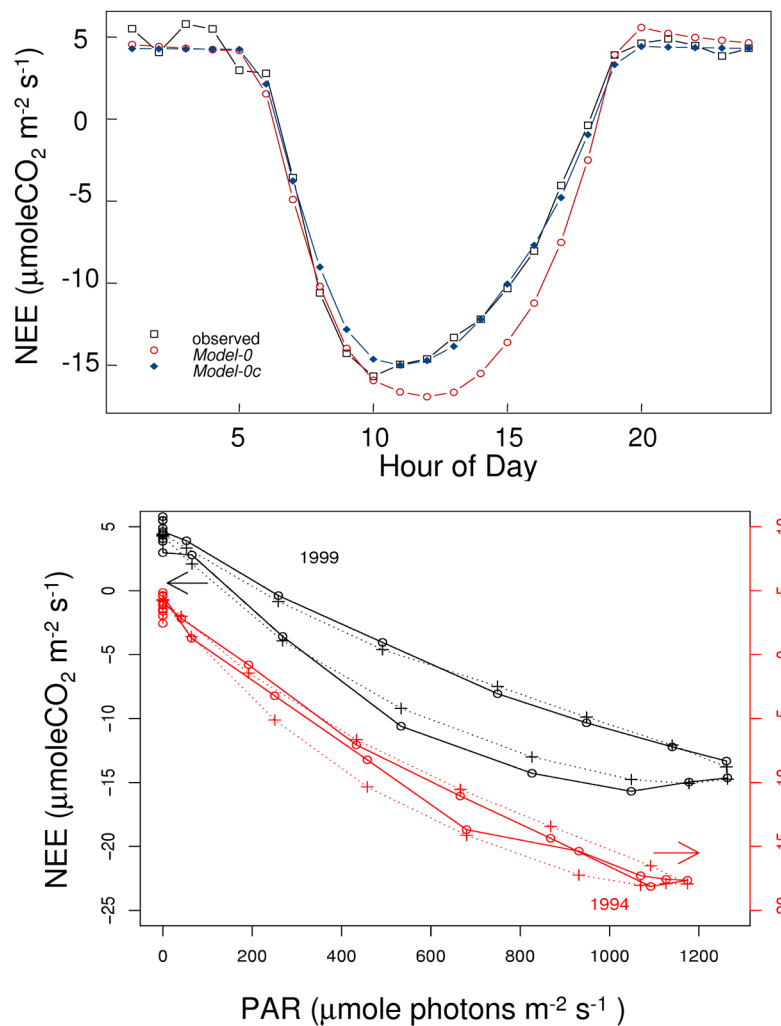 5
0
-5
-10
-15
NEE (μmoleCO₂ m⁻² s⁻¹)
observed
Model-0
Model-0c
5 10 15 20
Hour of Day
5
0
−5
−10
−15
−20
−25
NEE (μmoleCO₂ m⁻² s⁻¹)
1999
1994
0 200 400 600 800 1000 1200
PAR (μmole photons m⁻² s⁻¹ )